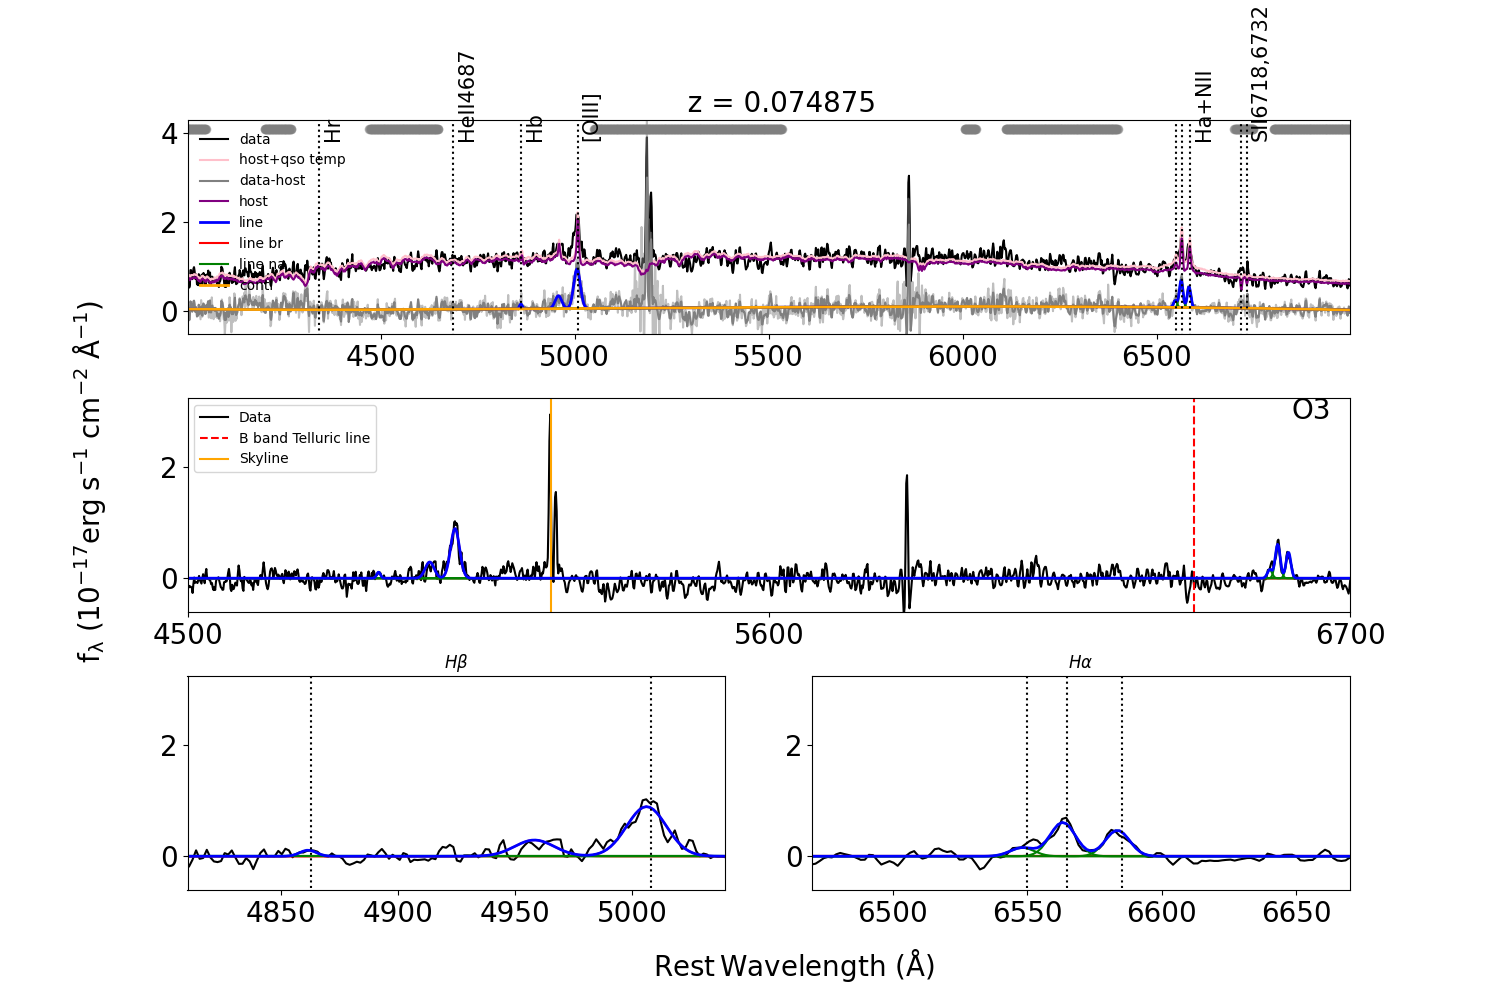 z = 0.074875
Hr
HeII4687
Hb
[OIII]
Ha+NII
SII6718,6732
data
host+qso temp
data-host
host
line
line br
line na
conti
4
2
0
4500
5000
5500
6000
6500
f_λ (10^{-17}erg s^{-1} cm^{-2} Å^{-1})
O3
Data
B band Telluric line
Skyline
2
0
4500
5600
6700
Hβ
2
0
4850
4900
4950
5000
Hα
2
0
6500
6550
6600
6650
Rest Wavelength (Å)